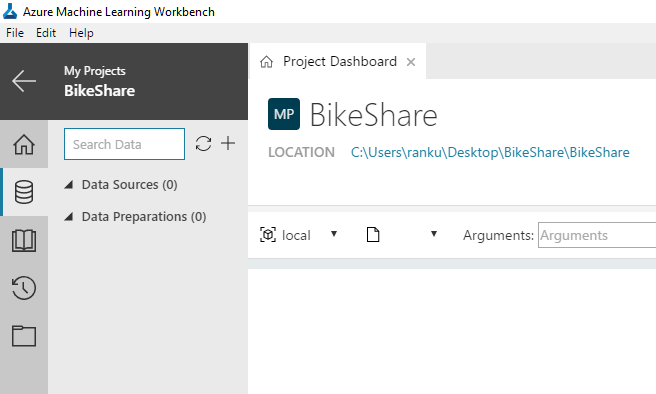 Azure Machine Learning Workbench
File Edit Help
My Projects
BikeShare
Search Data
Data Sources (0)
Data Preparations (0)
Project Dashboard
MP BikeShare
LOCATION C:\Users\ranku\Desktop\BikeShare\BikeShare
local Arguments: Arguments